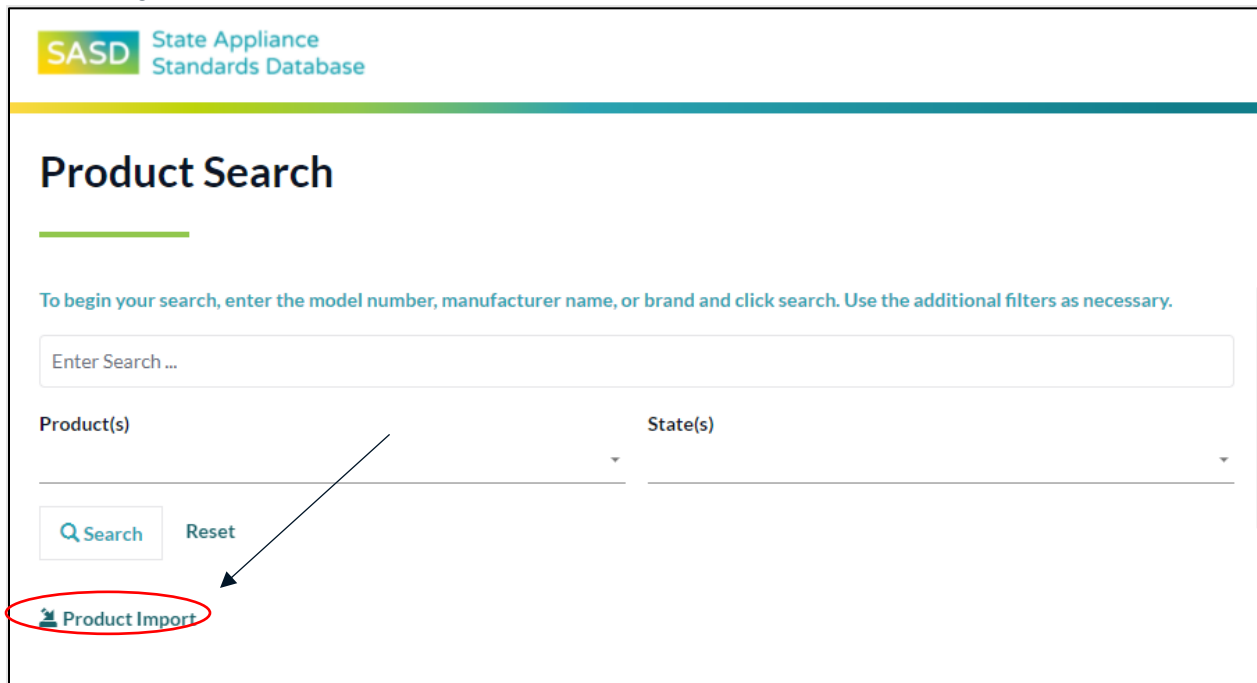 SASD
State Appliance
Standards Database
Product Search
To begin your search, enter the model number, manufacturer name, or brand and click search. Use the additional filters as necessary.
Enter Search ...
Product(s)
State(s)
Search
Reset
Product Import